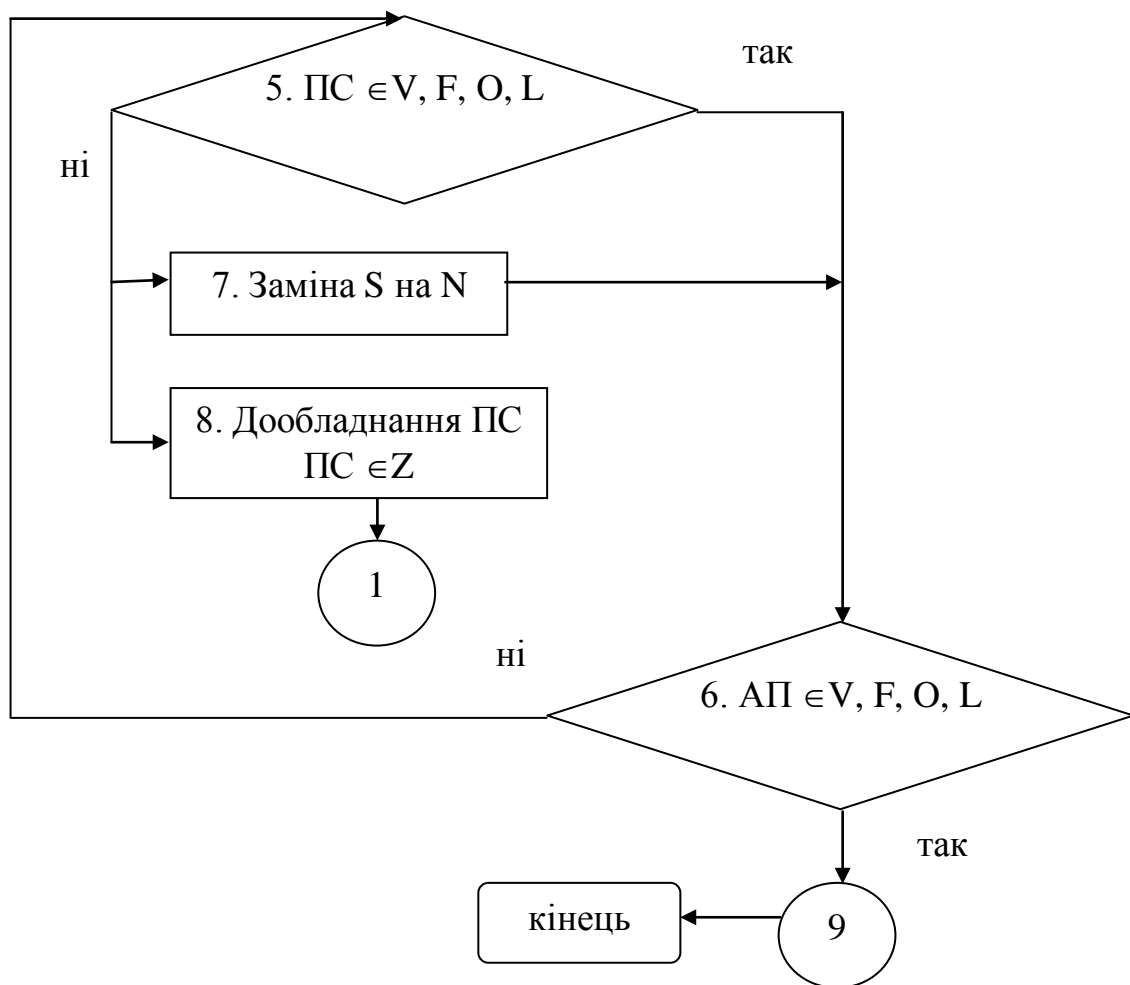 так
5. ПС ∈V, F, O, L
ні
7. Заміна S на N
8. Дообладнання ПС
ПС ∈Z
1
ні
6. АП ∈V, F, O, L
так
кінець
9